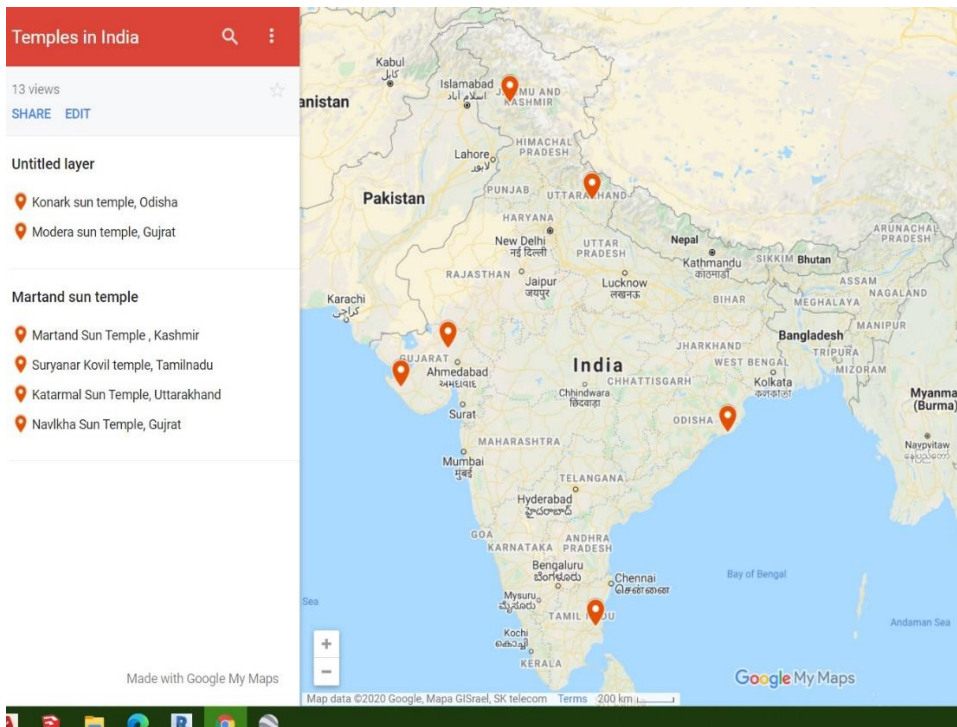 Temples in India
13 views
SHARE EDIT
Untitled layer
Konark sun temple, Odisha
Modera sun temple, Gujrat
Martand sun temple
Martand Sun Temple , Kashmir
Suryanar Kovil temple, Tamilnadu
Katarmal Sun Temple, Uttarakhand
Navlkha Sun Temple, Gujrat
Made with Google My Maps
Kabul
کابل
Islamabad
اسلام آباد
JAMMU AND
KASHMIR
anistan
HIMACHAL
PRADESH
Lahore
لاہور
PUNJAB
UTTARAKHAND
Pakistan
HARYANA
New Delhi
नई दिल्ली
UTTAR
PRADESH
Nepal
Kathmandu
काठमाडौं
SIKKIM
Bhutan
ARUNACHAL
PRADESH
RAJASTHAN
Jaipur
जयपुर
Lucknow
लखनऊ
ASSAM
NAGALAND
BIHAR
MEGHALAYA
Karachi
کراچی
MANIPUR
Bangladesh
JHARKHAND
TRIPURA
MIZORAM
GUJARAT
Ahmedabad
અમદાવાદ
India
WEST BENGAL
CHHATTISGARH
Kolkata
কলকাতা
Chhindwara
छिंदवाड़ा
Myanma
(Burma)
Surat
ODISHA
Naypyitaw
နေပြည်တော်
MAHARASHTRA
Mumbai
मुंबई
TELANGANA
Hyderabad
హైదరాబాద్
GOA
KARNATAKA
ANDHRA
PRADESH
Bengaluru
ಬೆಂಗಳೂರು
Chennai
சென்னை
Bay of Bengal
Mysuru
ಮೈಸೂರು
Sea
TAMIL NADU
Andaman Sea
Kochi
കൊച്ചി
KERALA
+
−
Google My Maps
Map data ©2020 Google, Mapa GISrael, SK telecom Terms 200 km